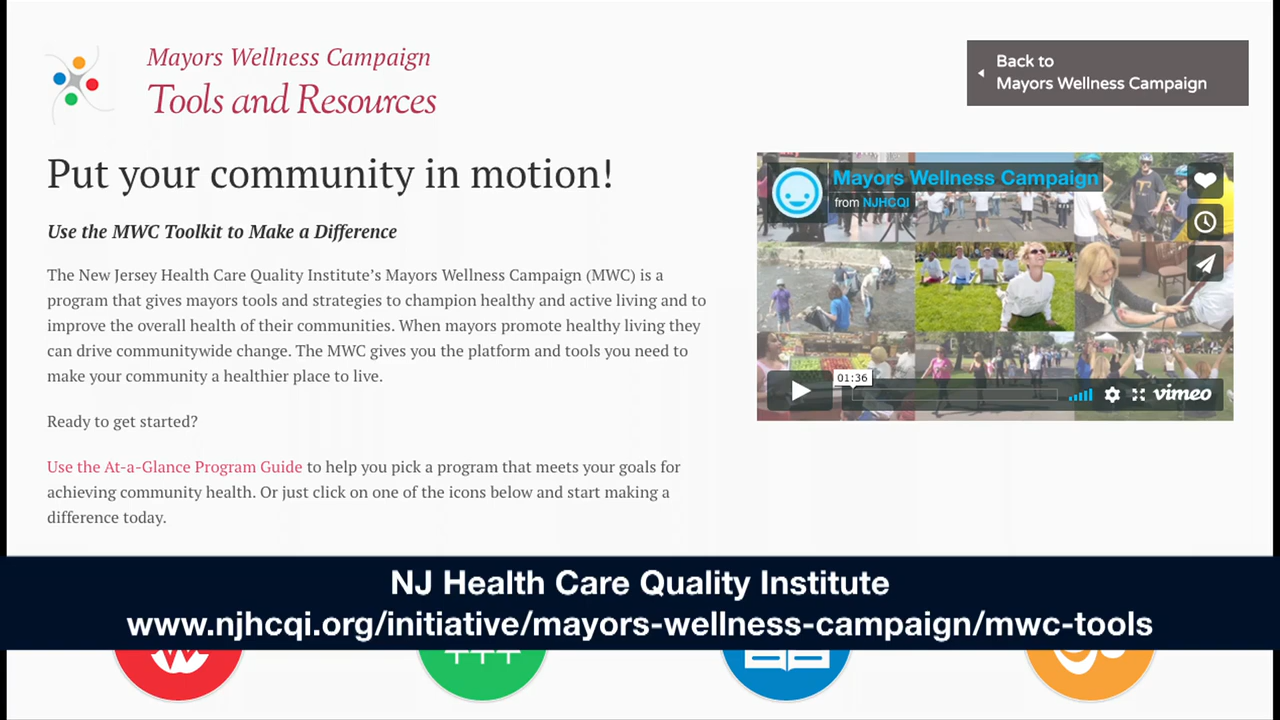 Mayors Wellness Campaign
Tools and Resources
Back to
Mayors Wellness Campaign
Put your community in motion!
Use the MWC Toolkit to Make a Difference
The New Jersey Health Care Quality Institute’s Mayors Wellness Campaign (MWC) is a
program that gives mayors tools and strategies to champion healthy and active living and to
improve the overall health of their communities. When mayors promote healthy living they
can drive communitywide change. The MWC gives you the platform and tools you need to
make your community a healthier place to live.
Ready to get started?
Use the At-a-Glance Program Guide to help you pick a program that meets your goals for
achieving community health. Or just click on one of the icons below and start making a
difference today.
Mayors Wellness Campaign
from NJHCQI
01:36
vimeo
NJ Health Care Quality Institute
www.njhcqi.org/initiative/mayors-wellness-campaign/mwc-tools